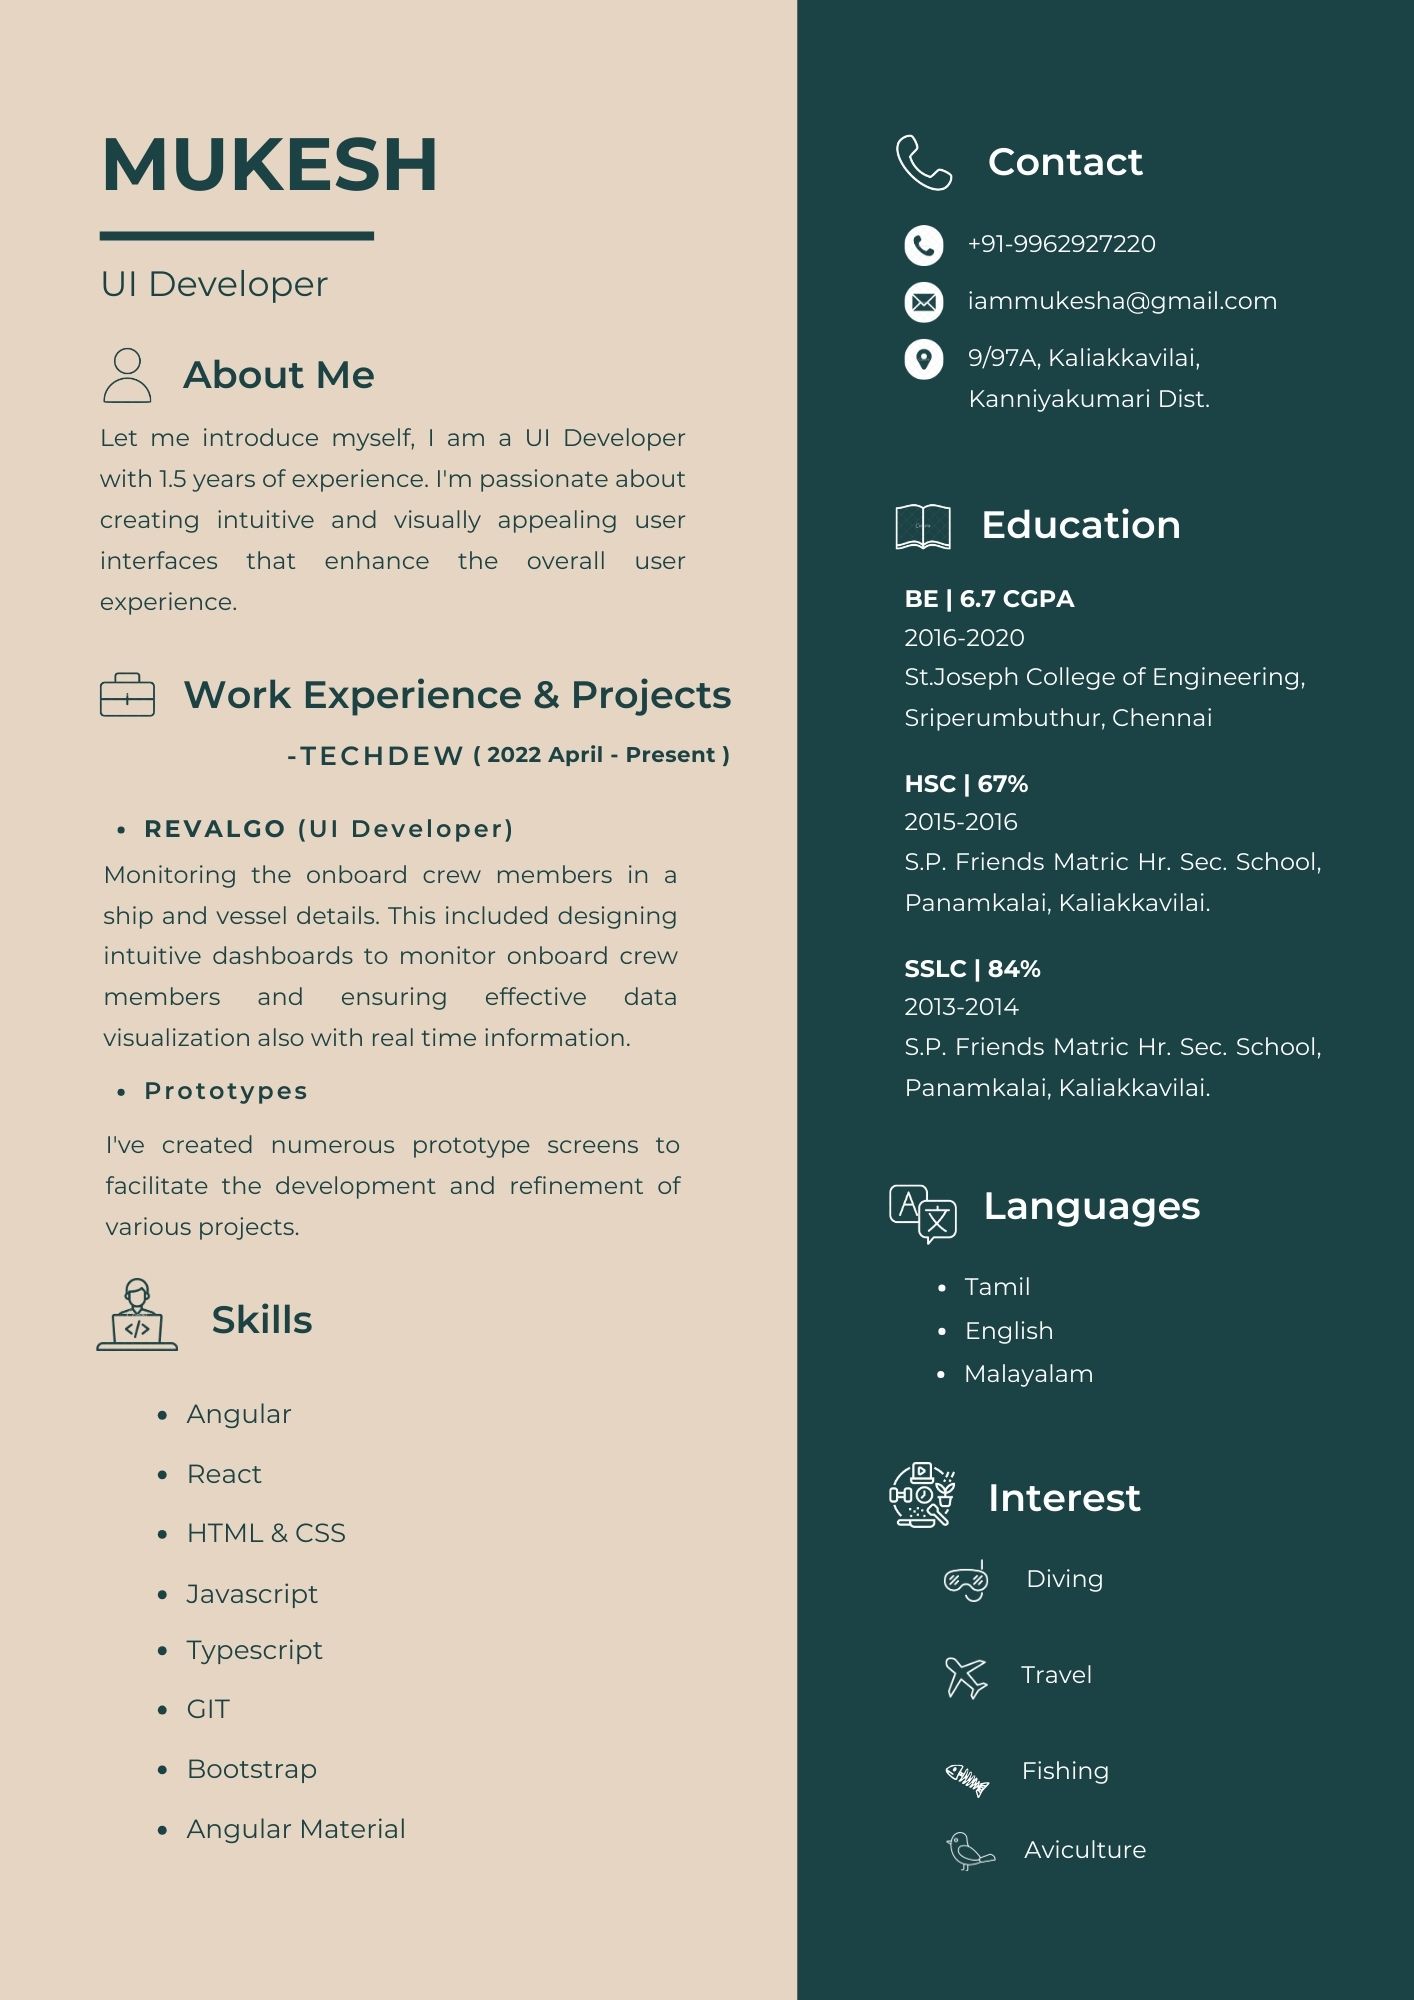 MUKESH
UI Developer
About Me
Let me introduce myself, I am a UI Developer
with 1.5 years of experience. I'm passionate about
creating intuitive and visually appealing user
interfaces that enhance the overall user
experience.
Work Experience & Projects
-TECHDEW ( 2022 April - Present )
• REVALGO (UI Developer)
Monitoring the onboard crew members in a
ship and vessel details. This included designing
intuitive dashboards to monitor onboard crew
members and ensuring effective data
visualization also with real time information.
• Prototypes
I've created numerous prototype screens to
facilitate the development and refinement of
various projects.
Skills
• Angular
• React
• HTML & CSS
• Javascript
• Typescript
• GIT
• Bootstrap
• Angular Material
Contact
+91-9962927220
iammukesha@gmail.com
9/97A, Kaliakkavilai,
Kanniyakumari Dist.
Education
BE | 6.7 CGPA
2016-2020
St.Joseph College of Engineering,
Sriperumbuthur, Chennai
HSC | 67%
2015-2016
S.P. Friends Matric Hr. Sec. School,
Panamkalai, Kaliakkavilai.
SSLC | 84%
2013-2014
S.P. Friends Matric Hr. Sec. School,
Panamkalai, Kaliakkavilai.
Languages
• Tamil
• English
• Malayalam
Interest
Diving
Travel
Fishing
Aviculture